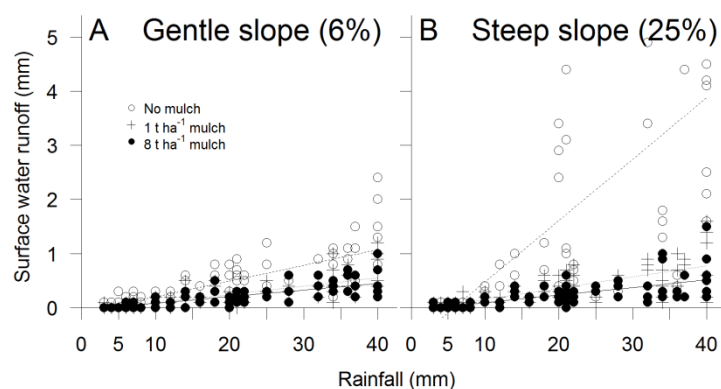 A Gentle slope (6%)
B Steep slope (25%)
Surface water runoff (mm)
5
4
3
2
1
0
No mulch
1 t ha⁻¹ mulch
8 t ha⁻¹ mulch
0 5 10 20 30 40
0 5 10 20 30 40
Rainfall (mm)